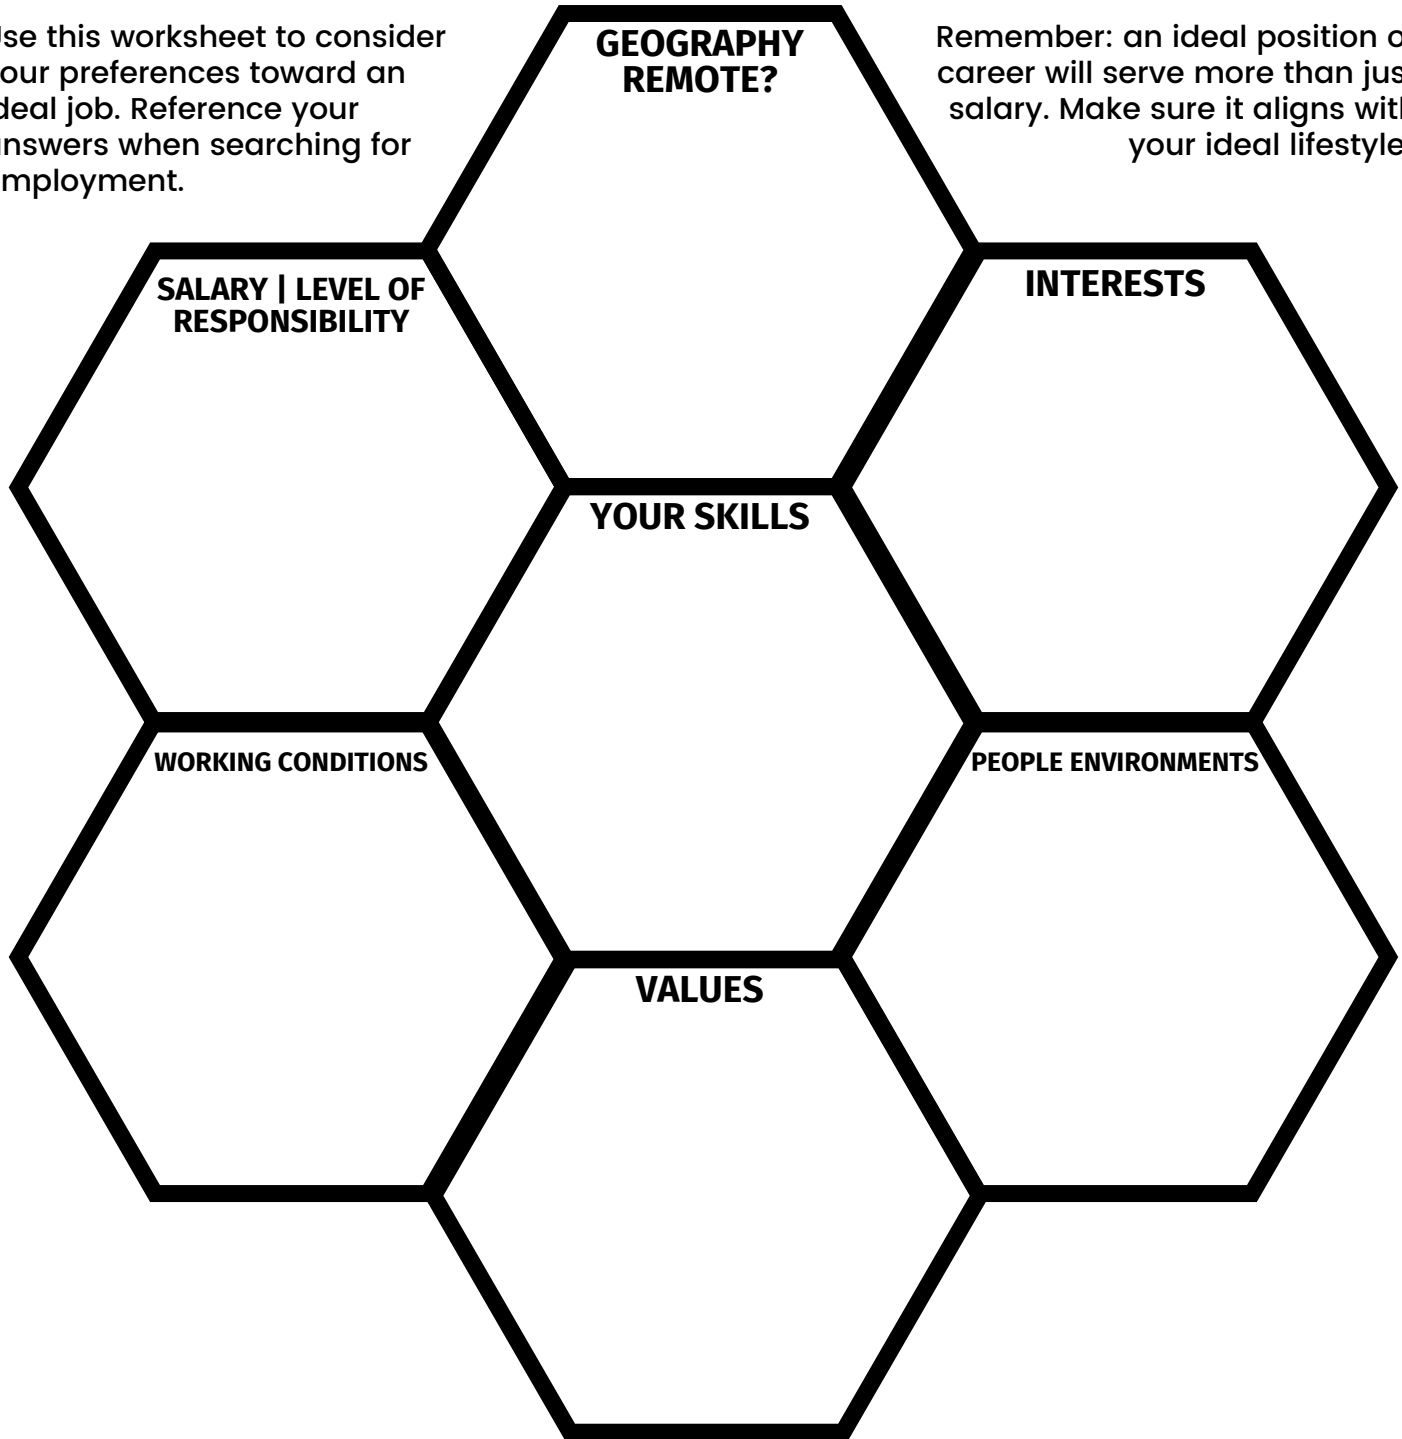 se this worksheet to consider
our preferences toward an
deal job. Reference your
nswers when searching for
mployment.
GEOGRAPHY
REMOTE?
Remember: an ideal position o
career will serve more than jus
salary. Make sure it aligns with
your ideal lifestyle
SALARY | LEVEL OF
RESPONSIBILITY
INTERESTS
YOUR SKILLS
WORKING CONDITIONS
PEOPLE ENVIRONMENTS
VALUES